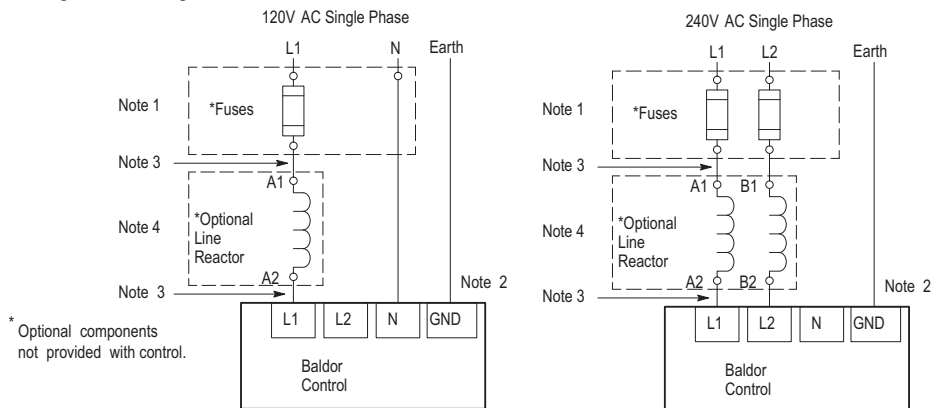 120V AC Single Phase
L1 N Earth
Note 1
*Fuses
Note 3
A1
Note 4
*Optional
Line
Reactor
A2
Note 3
Note 2
L1 L2 N GND
Baldor
Control
* Optional components
not provided with control.
240V AC Single Phase
L1 L2 Earth
Note 1
*Fuses
Note 3
A1 B1
Note 4
*Optional
Line
Reactor
A2 B2
Note 3
Note 2
L1 L2 N GND
Baldor
Control